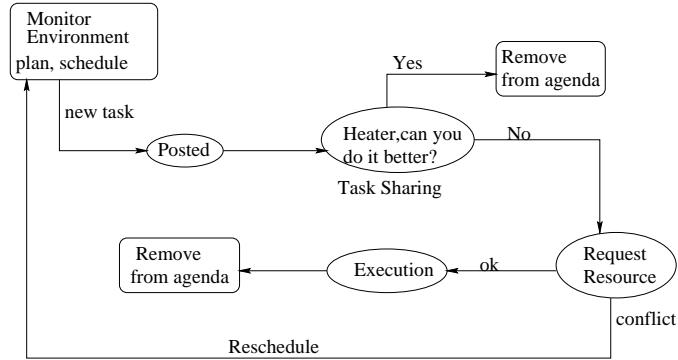 Monitor
Environment
plan, schedule
new task
Posted
Yes
Remove
from agenda
Heater,can you
do it better?
Task Sharing
No
Request
Resource
ok
Execution
Remove
from agenda
conflict
Reschedule